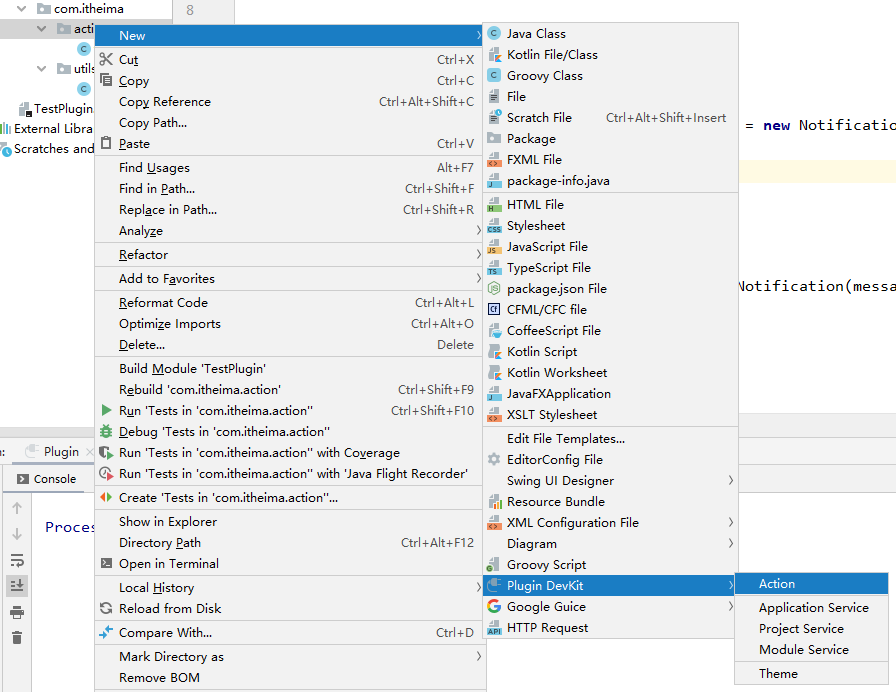 com.itheima
8
acti
utils
TestPlugin
External Libra
Scratches and
New
Cut Ctrl+X
Copy Ctrl+C
Copy Reference Ctrl+Alt+Shift+C
Copy Path...
Paste Ctrl+V
Find Usages Alt+F7
Find in Path... Ctrl+Shift+F
Replace in Path... Ctrl+Shift+R
Analyze
Refactor
Add to Favorites
Reformat Code Ctrl+Alt+L
Optimize Imports Ctrl+Alt+O
Delete... Delete
Build Module 'TestPlugin'
Rebuild 'com.itheima.action' Ctrl+Shift+F9
Run 'Tests in 'com.itheima.action'' Ctrl+Shift+F10
Debug 'Tests in 'com.itheima.action''
Run 'Tests in 'com.itheima.action'' with Coverage
Run 'Tests in 'com.itheima.action'' with 'Java Flight Recorder'
Create 'Tests in 'com.itheima.action''...
Show in Explorer
Directory Path Ctrl+Alt+F12
Open in Terminal
Local History
Reload from Disk
Compare With... Ctrl+D
Mark Directory as
Remove BOM
Java Class
Kotlin File/Class
Groovy Class
File
Scratch File Ctrl+Alt+Shift+Insert
Package
FXML File
package-info.java
HTML File
Stylesheet
JavaScript File
TypeScript File
package.json File
CFML/CFC file
CoffeeScript File
Kotlin Script
Kotlin Worksheet
JavaFXApplication
XSLT Stylesheet
Edit File Templates...
EditorConfig File
Swing UI Designer
Resource Bundle
XML Configuration File
Diagram
Groovy Script
Plugin DevKit
Google Guice
HTTP Request
Action
Application Service
Project Service
Module Service
Theme
= new Notificatio
Notification(messa
Plugin
Console
Proces